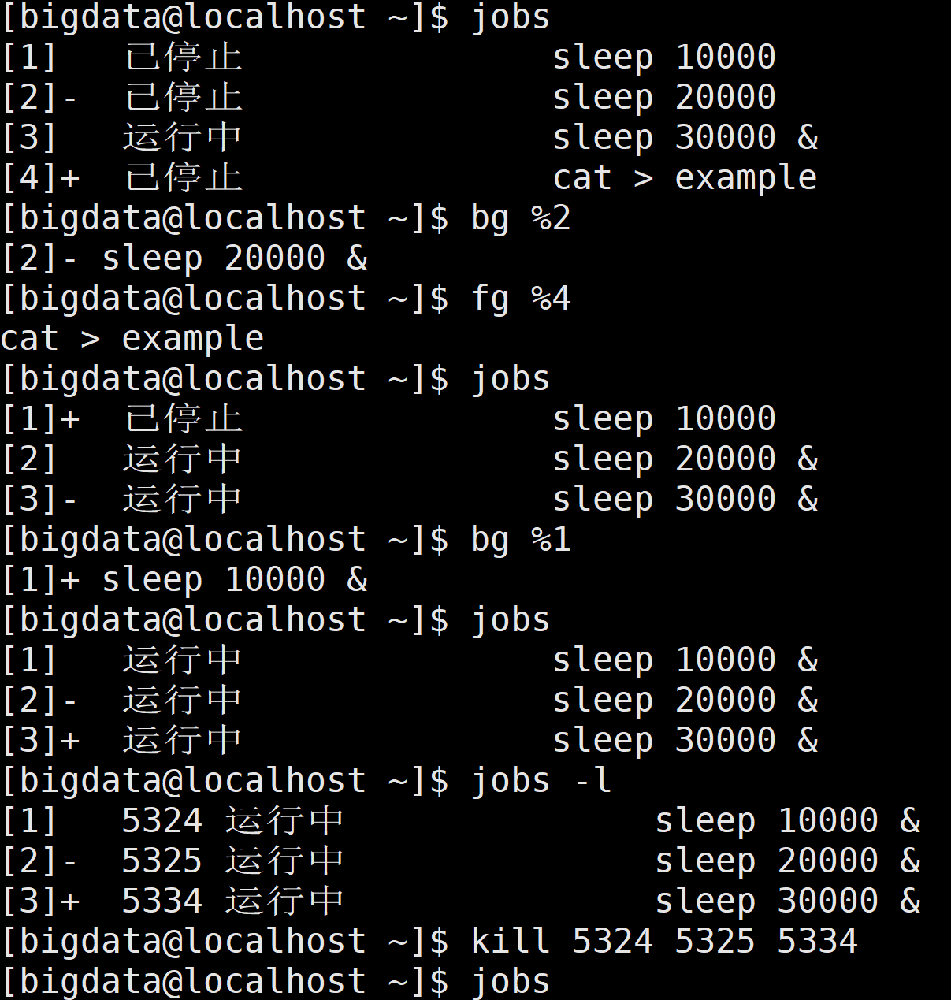 [bigdata@localhost ~]$ jobs
[1]   已停止               sleep 10000
[2]-  已停止               sleep 20000
[3]   运行中               sleep 30000 &
[4]+  已停止               cat > example
[bigdata@localhost ~]$ bg %2
[2]- sleep 20000 &
[bigdata@localhost ~]$ fg %4
cat > example
[bigdata@localhost ~]$ jobs
[1]+  已停止               sleep 10000
[2]   运行中               sleep 20000 &
[3]-  运行中               sleep 30000 &
[bigdata@localhost ~]$ bg %1
[1]+ sleep 10000 &
[bigdata@localhost ~]$ jobs
[1]   运行中               sleep 10000 &
[2]-  运行中               sleep 20000 &
[3]+  运行中               sleep 30000 &
[bigdata@localhost ~]$ jobs -l
[1]   5324 运行中               sleep 10000 &
[2]-  5325 运行中               sleep 20000 &
[3]+  5334 运行中               sleep 30000 &
[bigdata@localhost ~]$ kill 5324 5325 5334
[bigdata@localhost ~]$ jobs